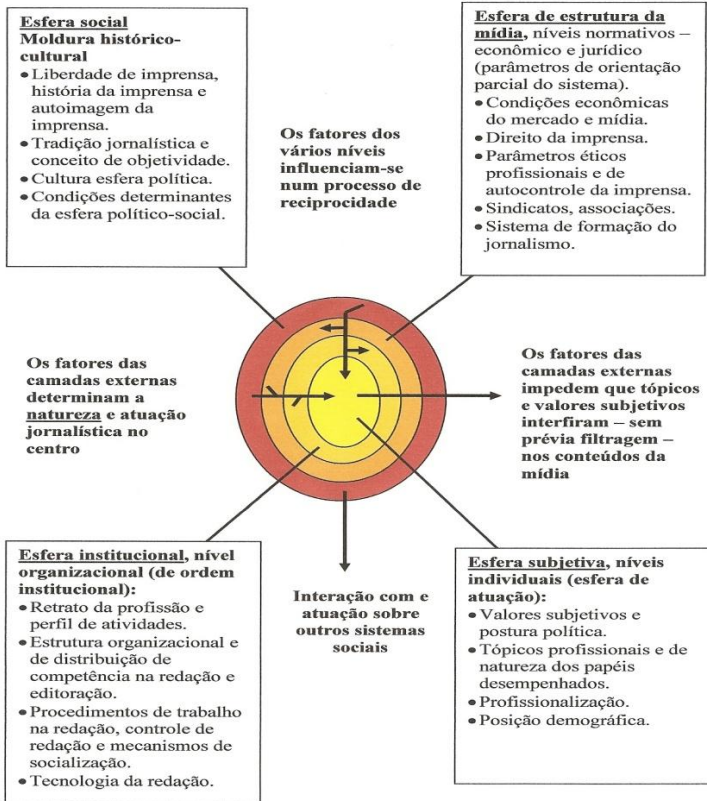 Esfera social
Moldura histórico-
cultural
• Liberdade de imprensa,
história da imprensa e
autoimagem da
imprensa.
• Tradição jornalística e
conceito de objetividade.
• Cultura esfera política.
• Condições determinantes
da esfera político-social.
Os fatores dos
vários níveis
influenciam-se
num processo de
reciprocidade
Esfera de estrutura da
mídia, níveis normativos –
econômico e jurídico
(parâmetros de orientação
parcial do sistema).
• Condições econômicas
do mercado e mídia.
• Direito da imprensa.
• Parâmetros éticos
profissionais e de
autocontrole da imprensa.
• Sindicatos, associações.
• Sistema de formação do
jornalismo.
Os fatores das
camadas externas
determinam a
natureza e atuação
jornalística no
centro
Os fatores das
camadas externas
impedem que tópicos
e valores subjetivos
interfiram – sem
prévia filtragem –
nos conteúdos da
mídia
Esfera institucional, nível
organizacional (de ordem
institucional):
• Retrato da profissão e
perfil de atividades.
• Estrutura organizacional e
de distribuição de
competência na redação e
editoração.
• Procedimentos de trabalho
na redação, controle de
redação e mecanismos de
socialização.
• Tecnologia da redação.
Interação com e
atuação sobre
outros sistemas
sociais
Esfera subjetiva, níveis
individuais (esfera de
atuação):
• Valores subjetivos e
postura política.
• Tópicos profissionais e de
natureza dos papéis
desempenhados.
• Profissionalização.
• Posição demográfica.